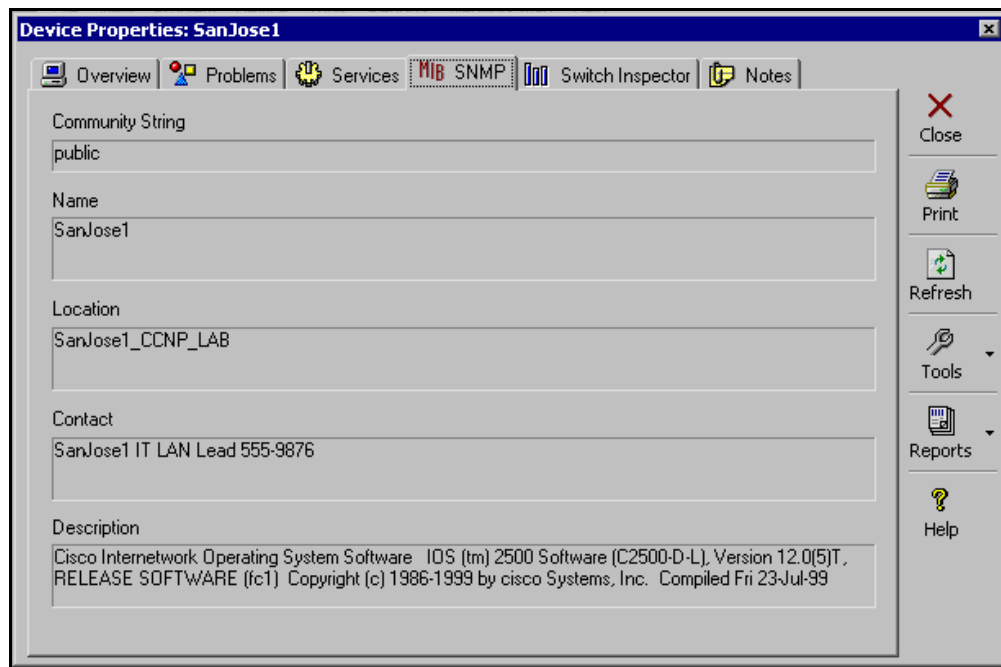 Device Properties: SanJose1
Overview
Problems
Services
MIB SNMP
Switch Inspector
Notes
Community String
public
Name
SanJose1
Location
SanJose1_CCNP_LAB
Contact
SanJose1 IT LAN Lead 555-9876
Description
Cisco Internetwork Operating System Software IOS (tm) 2500 Software (C2500-D-L), Version 12.0(5)T,
RELEASE SOFTWARE (fc1) Copyright (c) 1986-1999 by cisco Systems, Inc. Compiled Fri 23-Jul-99
Close
Print
Refresh
Tools
Reports
Help